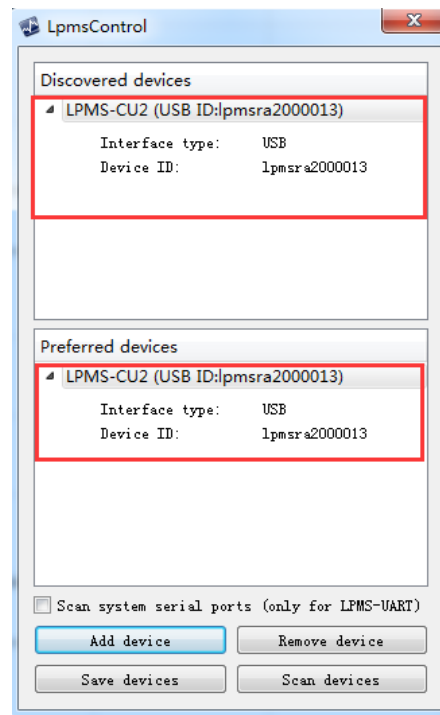 LpmsControl
Discovered devices
LPMS-CU2 (USB ID:lpmsra2000013)
Interface type: USB
Device ID: lpmsra2000013
Preferred devices
LPMS-CU2 (USB ID:lpmsra2000013)
Interface type: USB
Device ID: lpmsra2000013
Scan system serial ports (only for LPMS-UART)
Add device Remove device
Save devices Scan devices